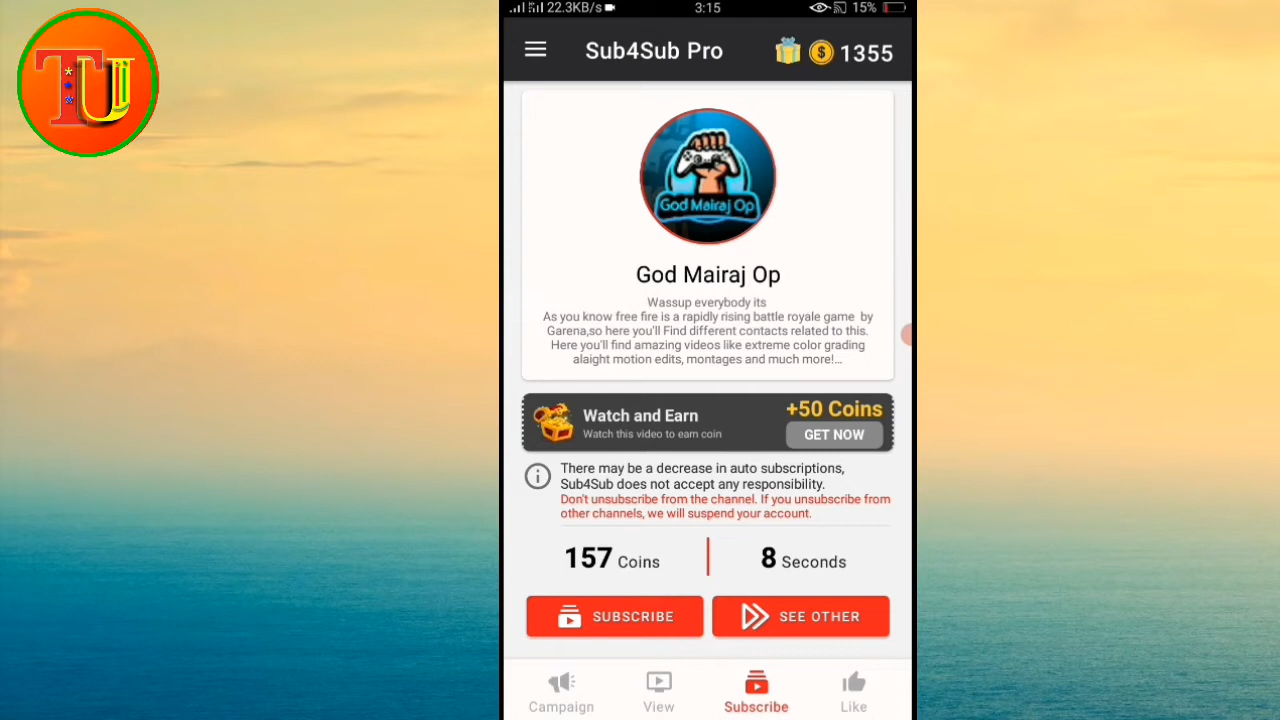 TU
22.3KB/s
3:15
15%
Sub4Sub Pro
1355
God Mairaj Op
God Mairaj Op
Wassup everybody its
As you know free fire is a rapidly rising battle royale game by
Garena,so here you'll Find different contacts related to this.
Here you'll find amazing videos like extreme color grading
alaight motion edits, montages and much more!...
Watch and Earn
Watch this video to earn coin
+50 Coins
GET NOW
There may be a decrease in auto subscriptions,
Sub4Sub does not accept any responsibility.
Don't unsubscribe from the channel. If you unsubscribe from
other channels, we will suspend your account.
157 Coins
8 Seconds
SUBSCRIBE
SEE OTHER
Campaign
View
Subscribe
Like